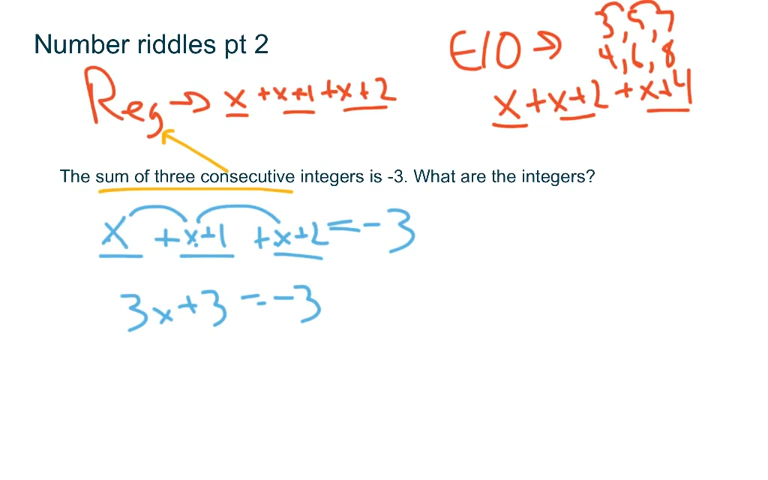 Number riddles pt 2
Reg → x + x+1 + x+2
E/O →
3, 5, 7
4, 6, 8
x + x+2 + x+4
The sum of three consecutive integers is -3. What are the integers?
x + x+1 + x+2 = -3
3x+3 = -3